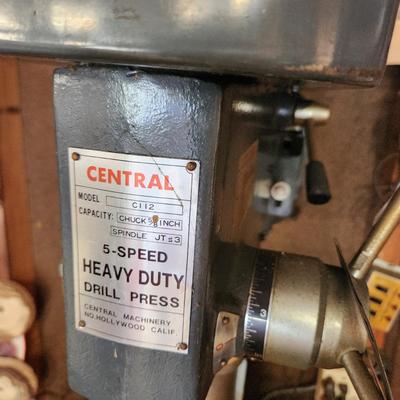 CENTRAL
MODEL C112
CAPACITY: CHUCK 5/8 INCH
SPINDLE JT#3
5-SPEED
HEAVY DUTY
DRILL PRESS
CENTRAL MACHINERY
NO. HOLLYWOOD CALIF.